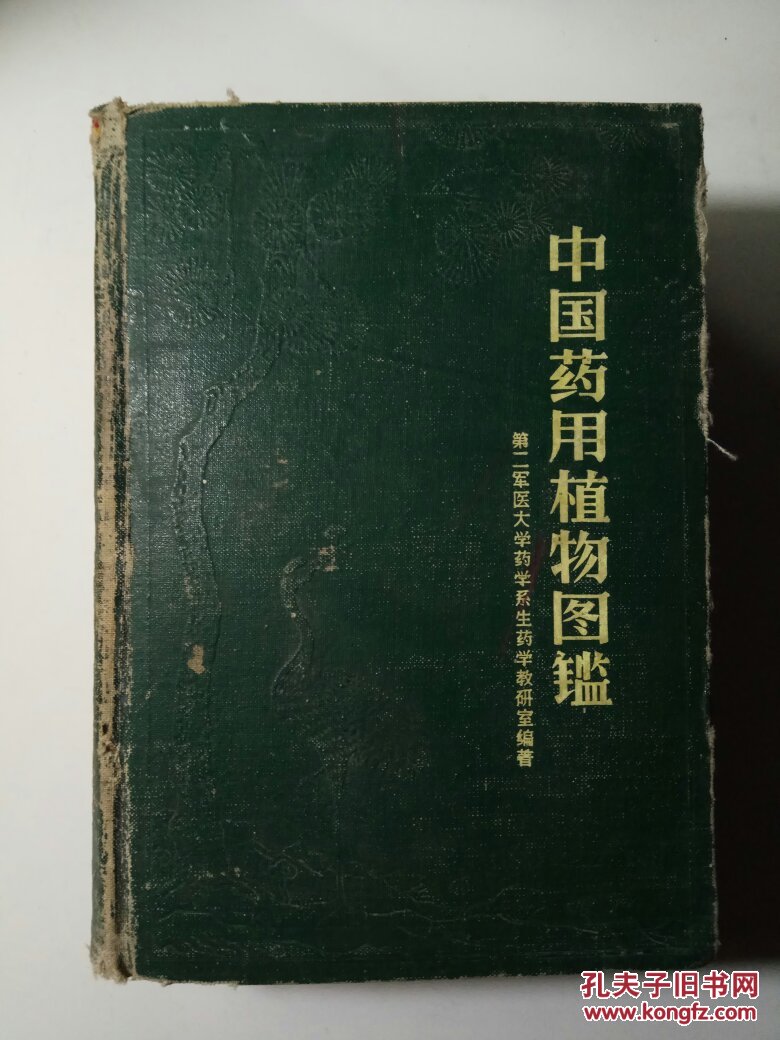 中国药用植物图鑑
第二军医大学药学系生药学教研室编著
孔夫子旧书网
www.kongfz.com